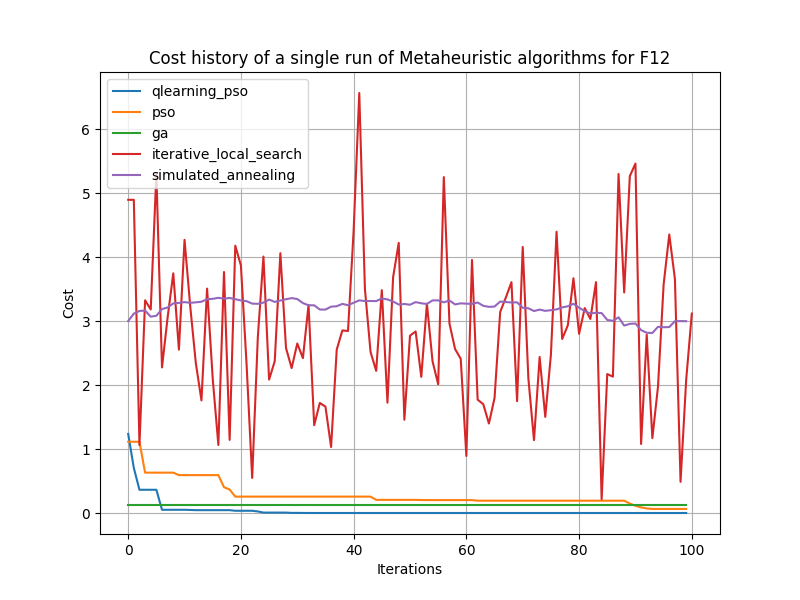 Cost history of a single run of Metaheuristic algorithms for F12
qlearning_pso
pso
ga
iterative_local_search
simulated_annealing
6
5
4
3
2
1
0
Cost
0 20 40 60 80 100
Iterations